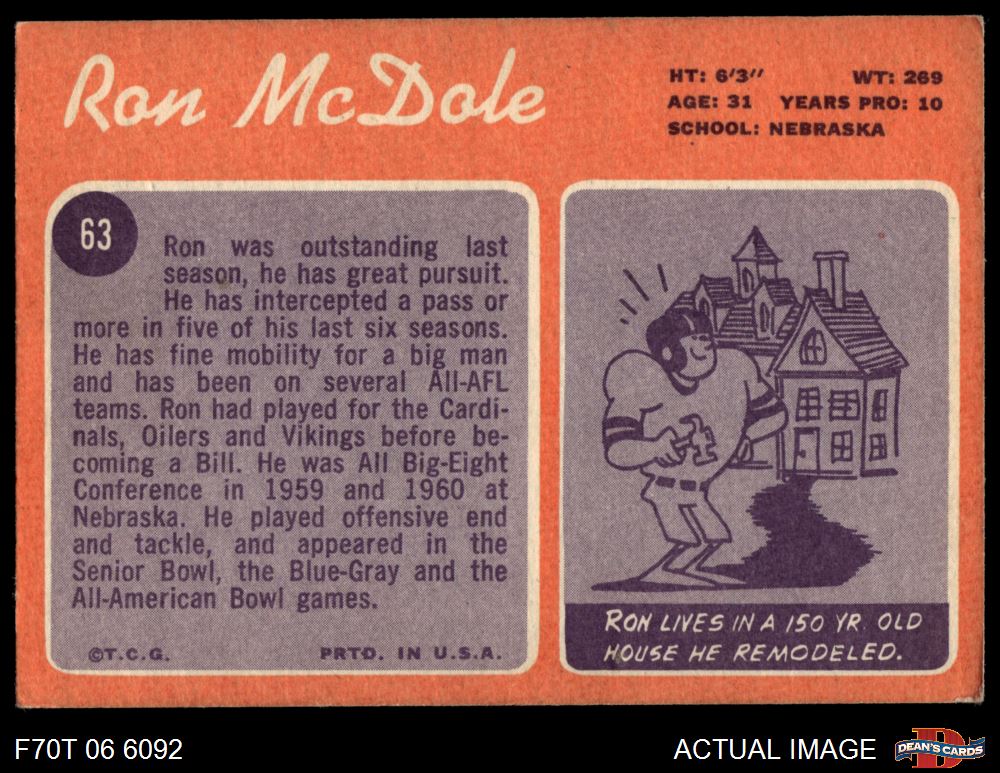 Ron McDole
HT: 6'3" WT: 269
AGE: 31 YEARS PRO: 10
SCHOOL: NEBRASKA
63
Ron was outstanding last
season, he has great pursuit.
He has intercepted a pass or
more in five of his last six seasons.
He has fine mobility for a big man
and has been on several All-AFL
teams. Ron had played for the Cardi-
nals, Oilers and Vikings before be-
coming a Bill. He was All Big-Eight
Conference in 1959 and 1960 at
Nebraska. He played offensive end
and tackle, and appeared in the
Senior Bowl, the Blue-Gray and the
All-American Bowl games.
©T.C.G. PRTD. IN U.S.A.
RON LIVES IN A 150 YR OLD
HOUSE HE REMODELED.
F70T 06 6092
ACTUAL IMAGE
D
DEAN'S CARDS